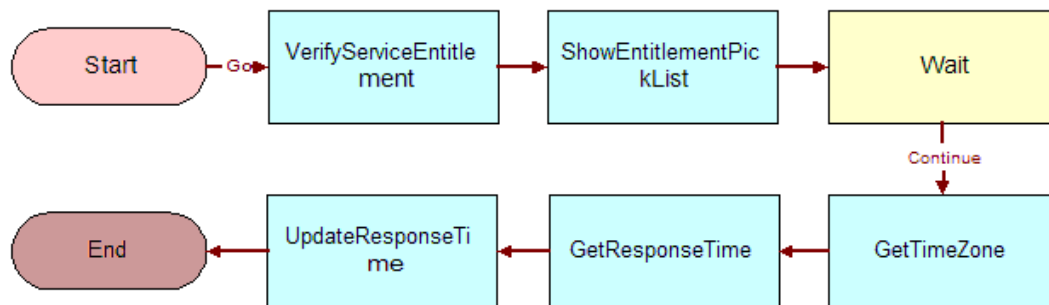 Start
Go
VerifyServiceEntitle
ment
ShowEntitlementPic
kList
Wait
Continue
End
UpdateResponseTi
me
GetResponseTime
GetTimeZone